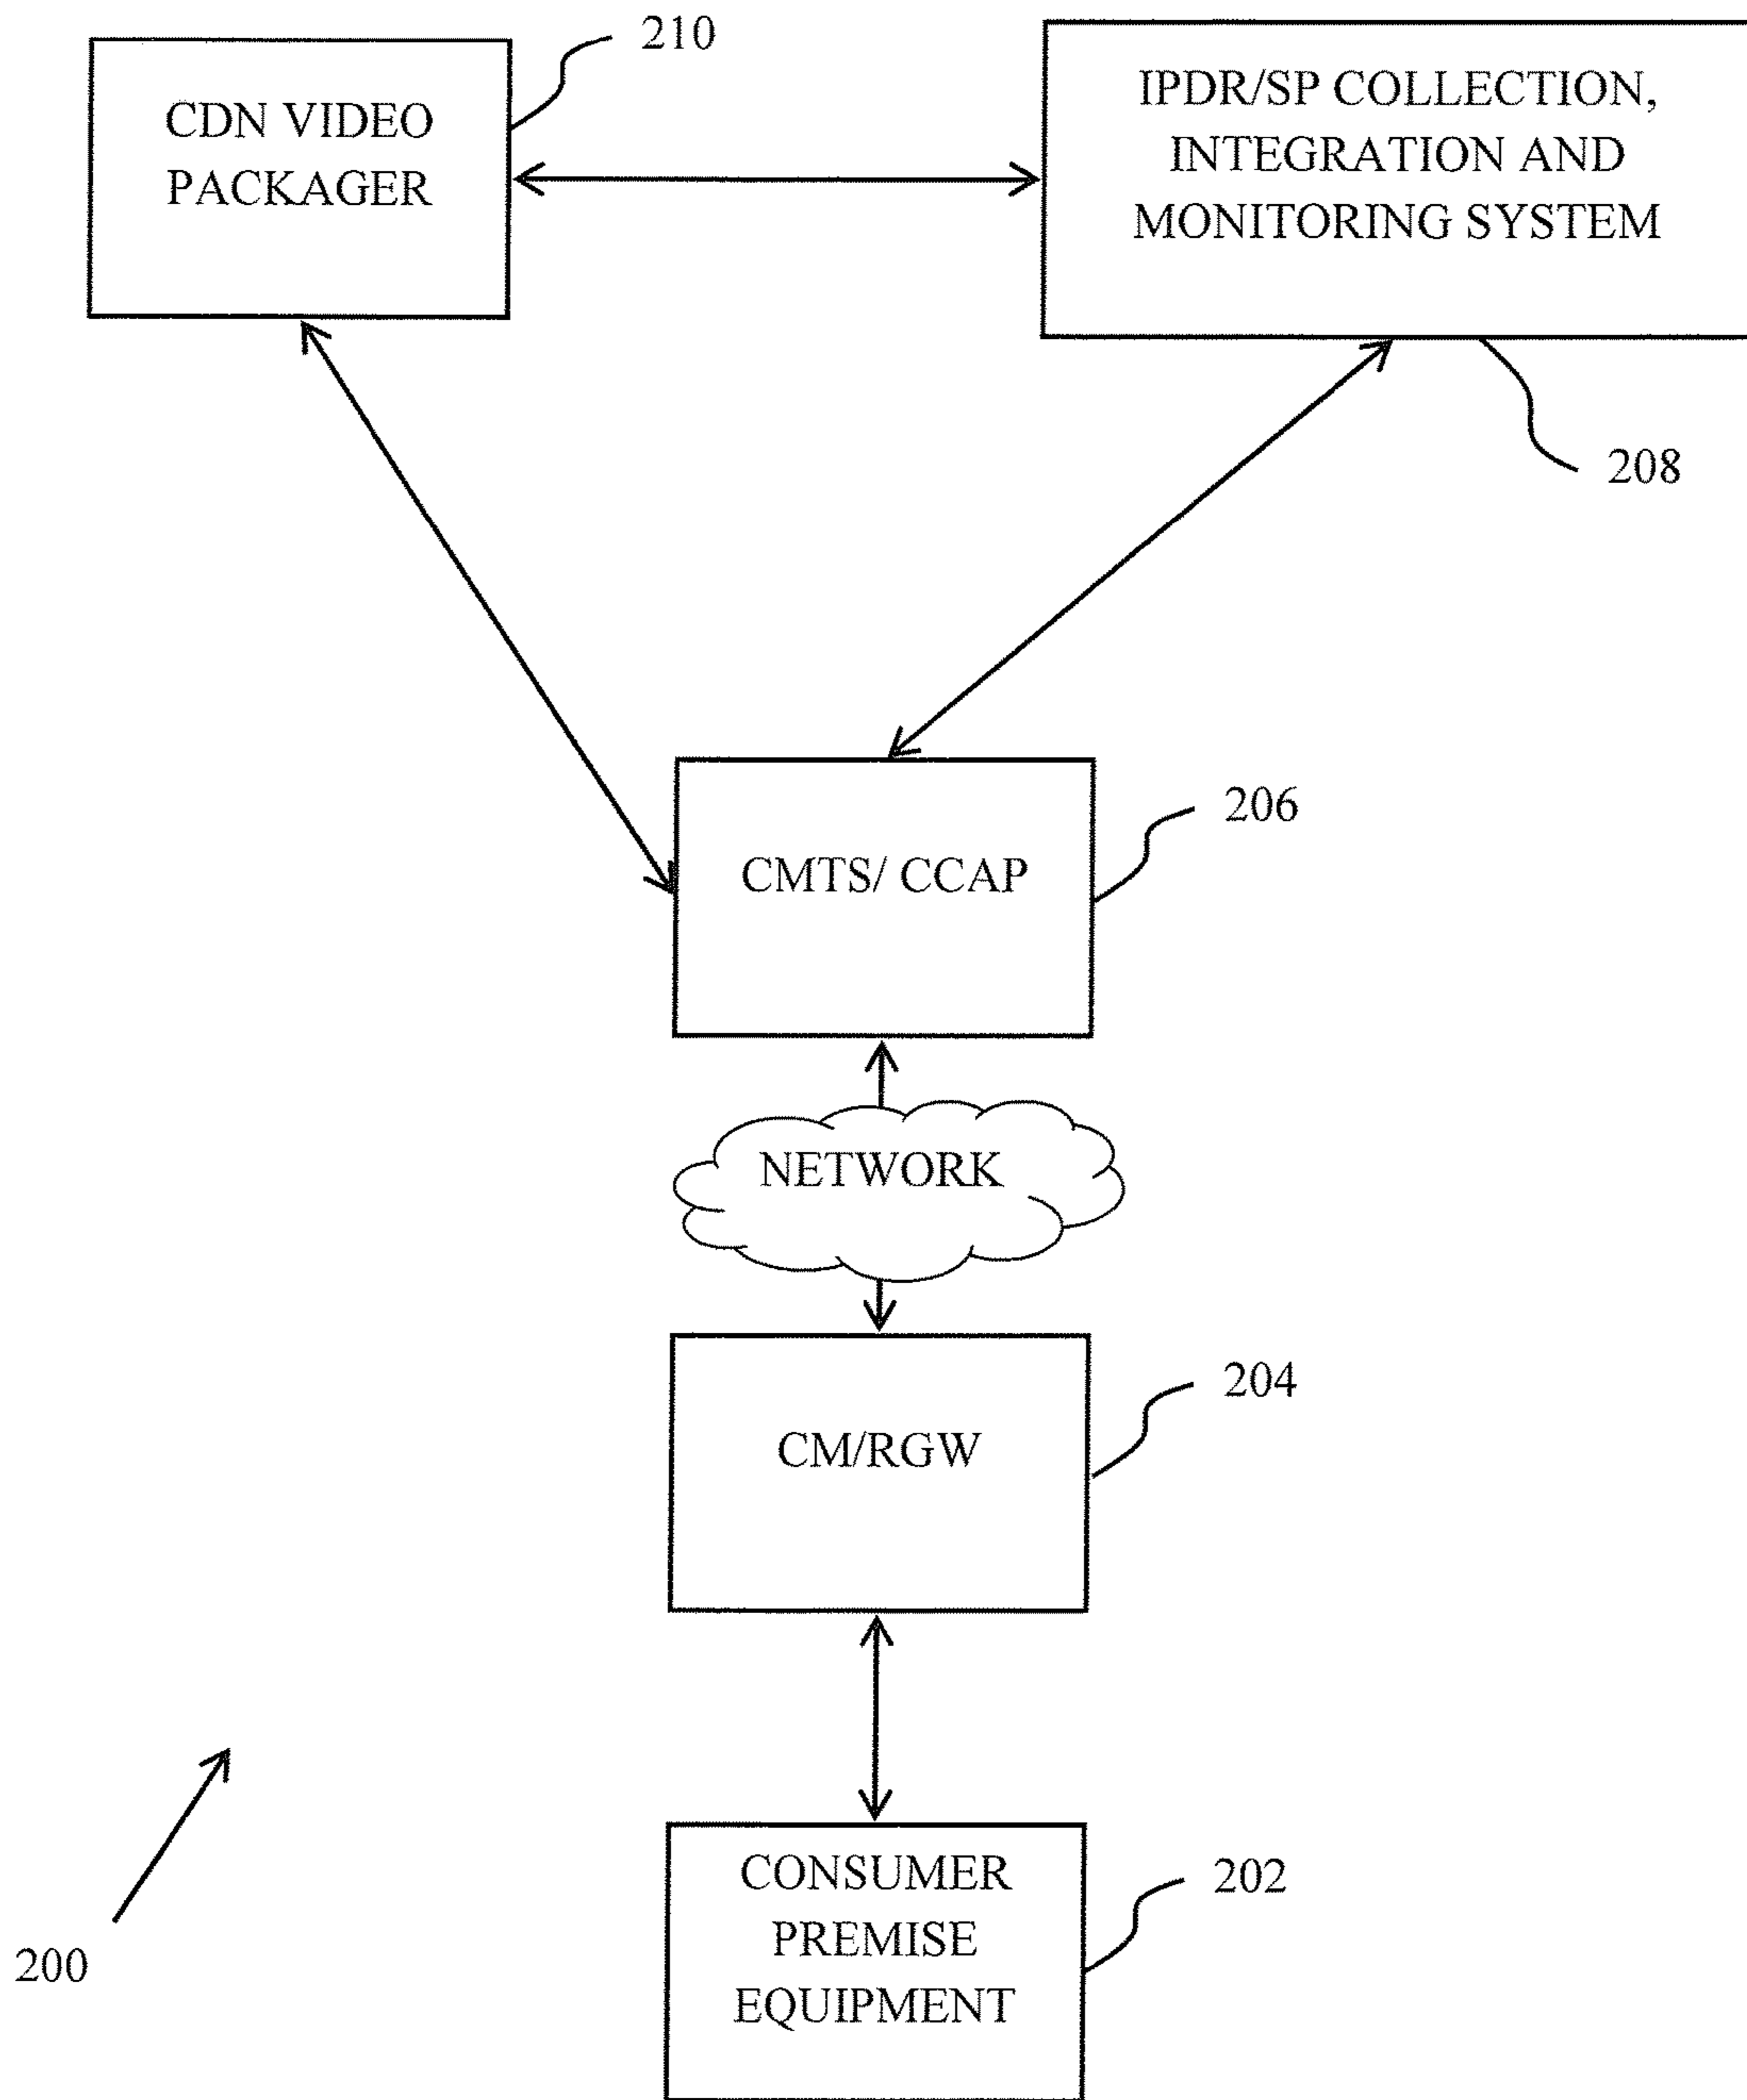 210
CDN VIDEO
PACKAGER
IPDR/SP COLLECTION,
INTEGRATION AND
MONITORING SYSTEM
208
206
CMTS/ CCAP
NETWORK
204
CM/RGW
202
CONSUMER
PREMISE
EQUIPMENT
200